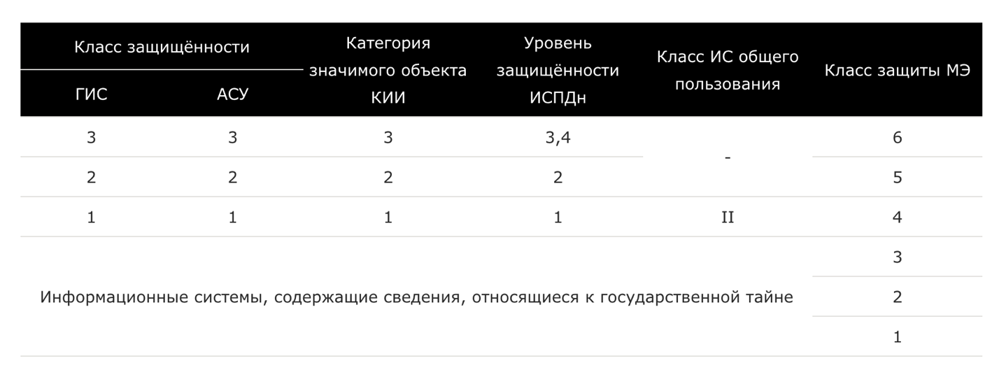 Класс защищённости
ГИС
АСУ
Категория
значимого объекта
КИИ
Уровень
защищённости
ИСПДн
Класс ИС общего
пользования
Класс защиты МЭ
3 3 3 3,4 - 6
2 2 2 2 5
1 1 1 1 II 4
Информационные системы, содержащие сведения, относящиеся к государственной тайне
3
2
1